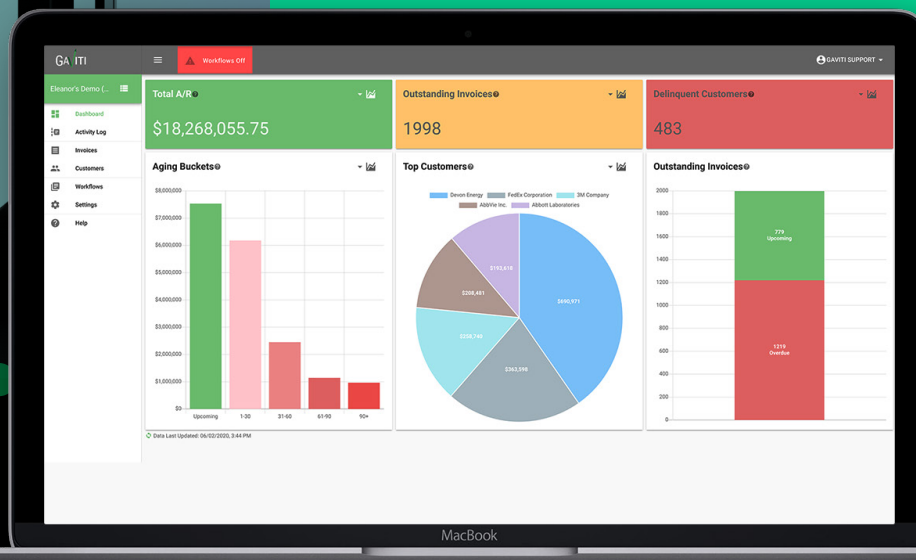 GAVITI
Workflows Off
GAVITI SUPPORT
Eleanor's Demo (...
Dashboard
Activity Log
Invoices
Customers
Workflows
Settings
Help
Total A/R
$18,268,055.75
Outstanding Invoices
1998
Delinquent Customers
483
Aging Buckets
$8,000,000
$7,000,000
$6,000,000
$5,000,000
$4,000,000
$3,000,000
$2,000,000
$1,000,000
$0
Upcoming 1-30 31-60 61-90 90+
Top Customers
Devon Energy FedEx Corporation 3M Company
AbbVie Inc. Abbott Laboratories
$193,618
$208,481
$690,971
$363,598
Outstanding Invoices
2000
1800
1600
1400
1200
1000
800
600
400
200
0
779
Upcoming
1219
Overdue
Data Last Updated: 06/02/2020, 3:44 PM
MacBook